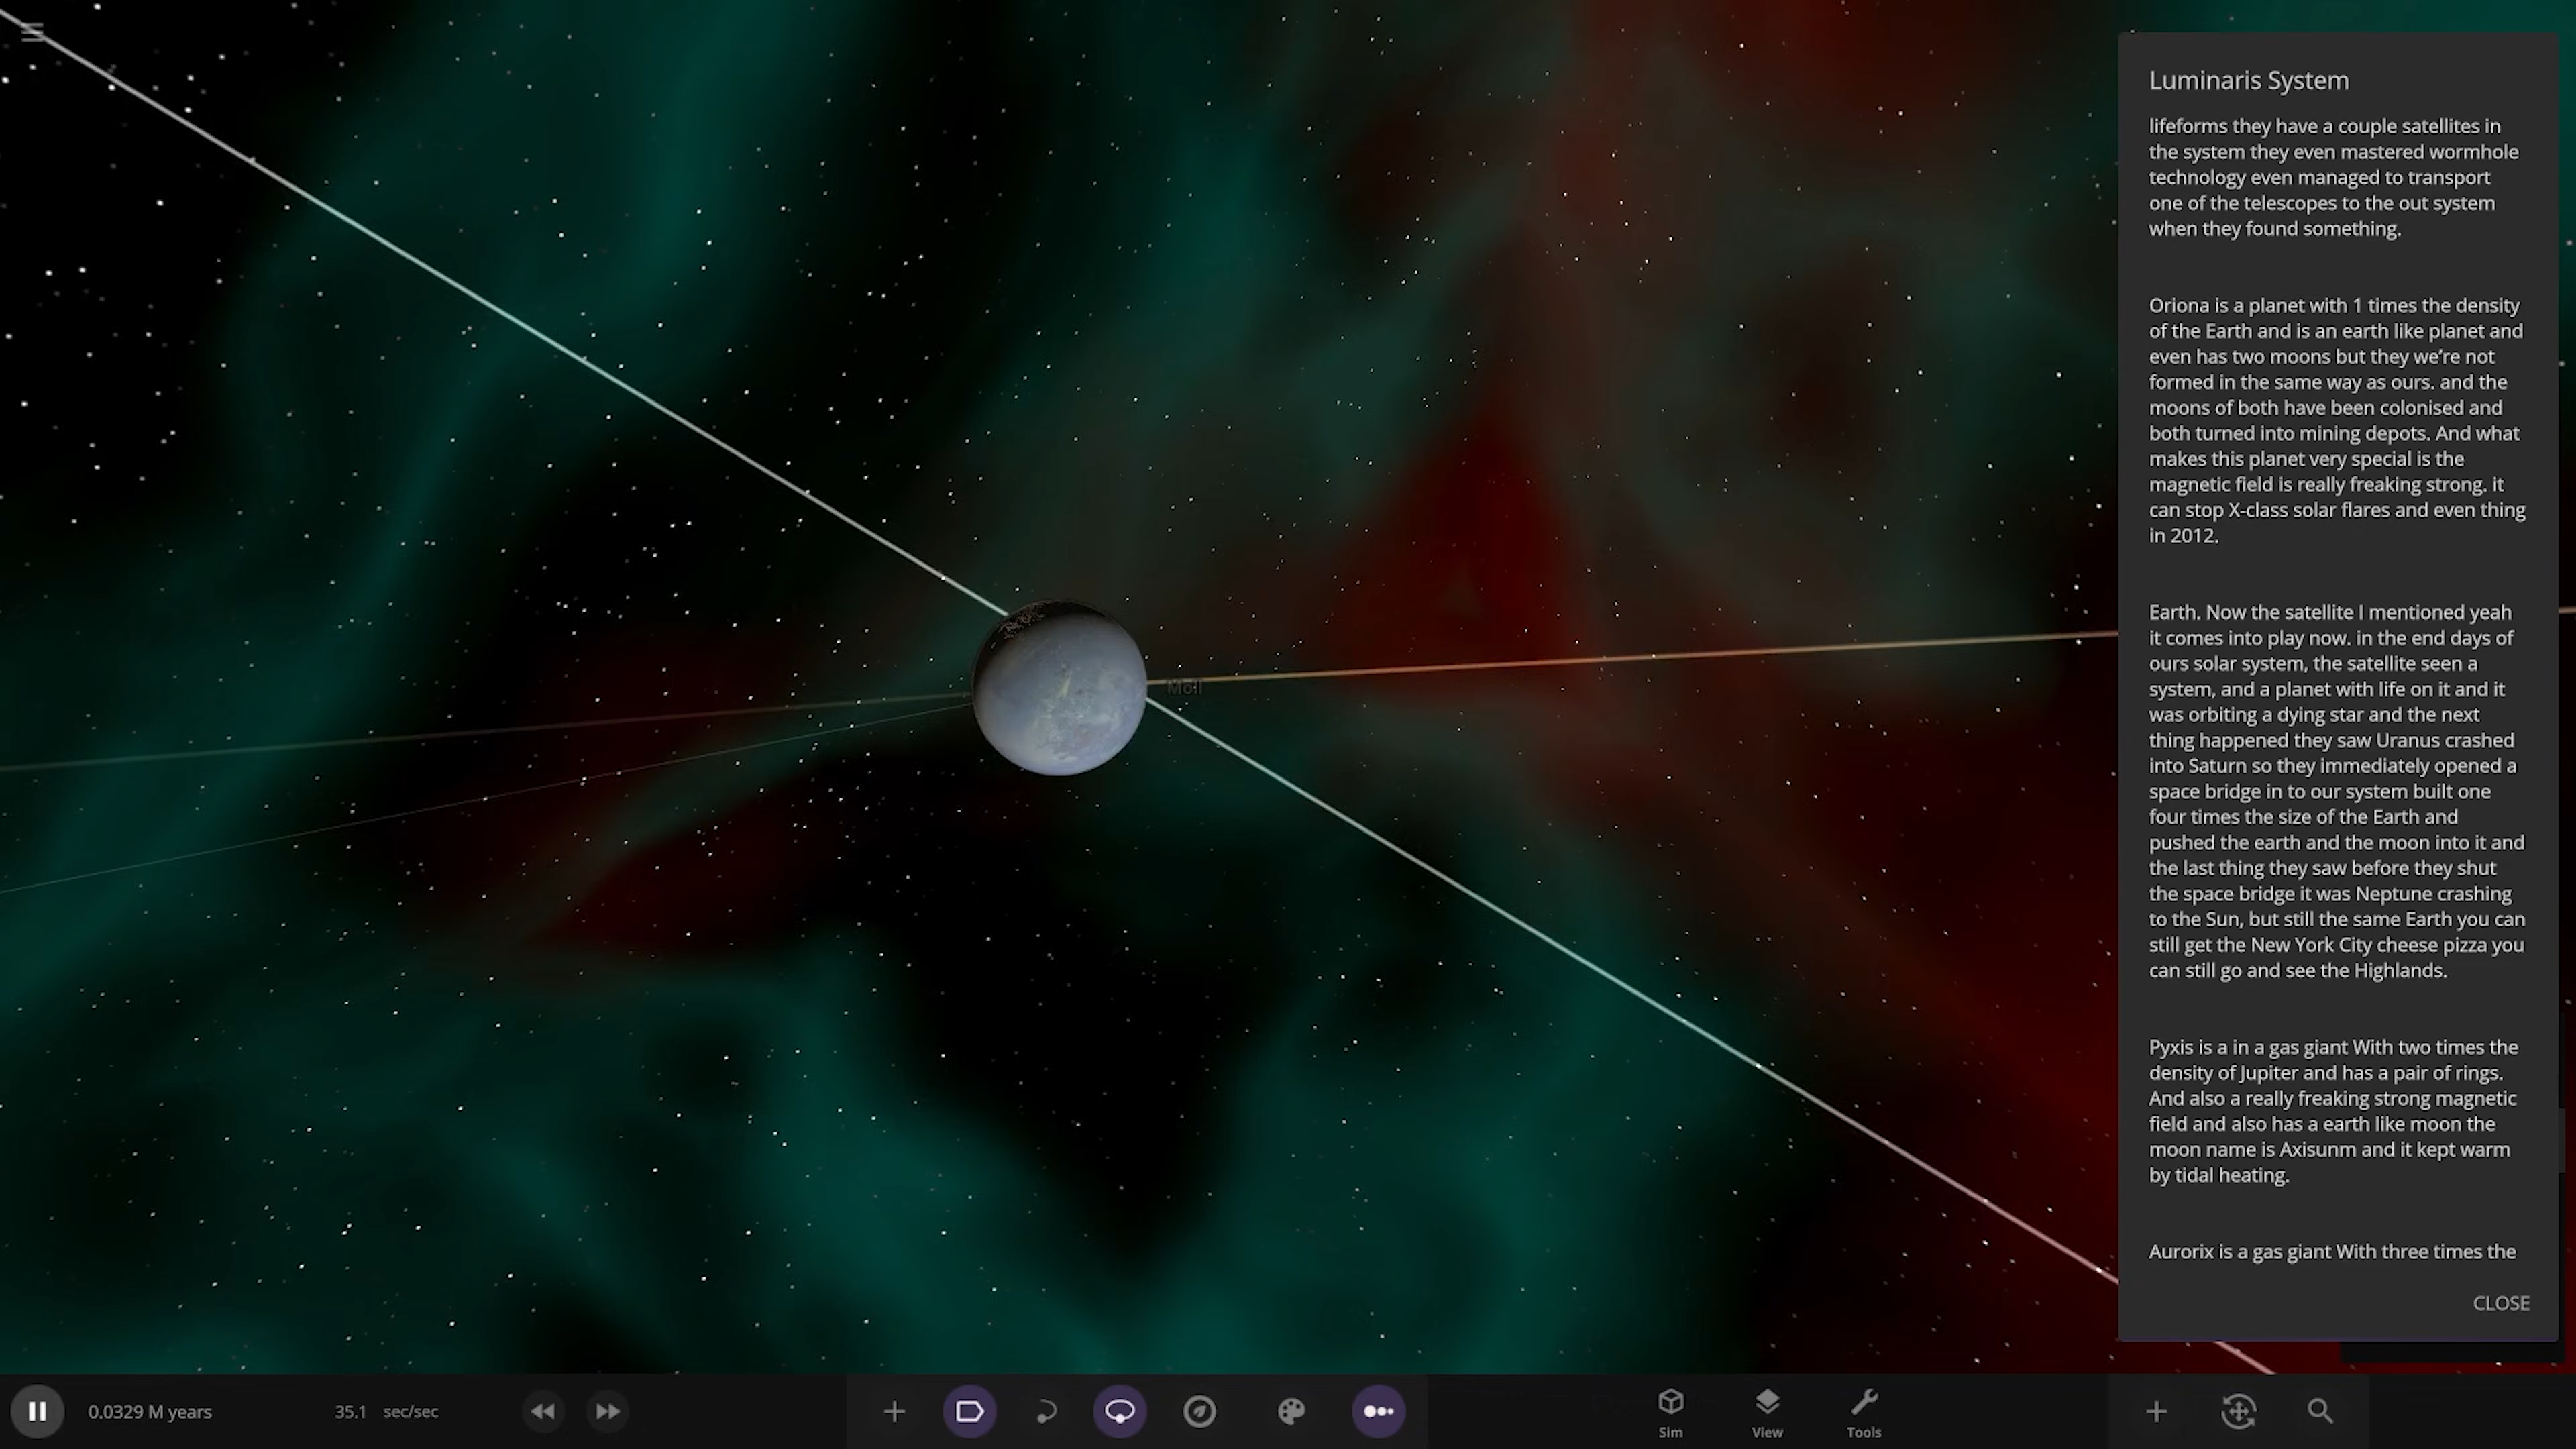 Luminaris System
lifeforms they have a couple satellites in
the system they even mastered wormhole
technology even managed to transport
one of the telescopes to the out system
when they found something.
Oriona is a planet with 1 times the density
of the Earth and is an earth like planet and
even has two moons but they we’re not
formed in the same way as ours. and the
moons of both have been colonised and
both turned into mining depots. And what
makes this planet very special is the
magnetic field is really freaking strong. it
can stop X-class solar flares and even thing
in 2012.
Earth. Now the satellite I mentioned yeah
it comes into play now. in the end days of
ours solar system, the satellite seen a
system, and a planet with life on it and it
was orbiting a dying star and the next
thing happened they saw Uranus crashed
into Saturn so they immediately opened a
space bridge in to our system built one
four times the size of the Earth and
pushed the earth and the moon into it and
the last thing they saw before they shut
the space bridge it was Neptune crashing
to the Sun, but still the same Earth you can
still get the New York City cheese pizza you
can still go and see the Highlands.
Pyxis is a in a gas giant With two times the
density of Jupiter and has a pair of rings.
And also a really freaking strong magnetic
field and also has a earth like moon the
moon name is Axisunm and it kept warm
by tidal heating.
Aurorix is a gas giant With three times the
CLOSE
Moll
0.0329 M years
35.1 sec/sec
Sim
View
Tools